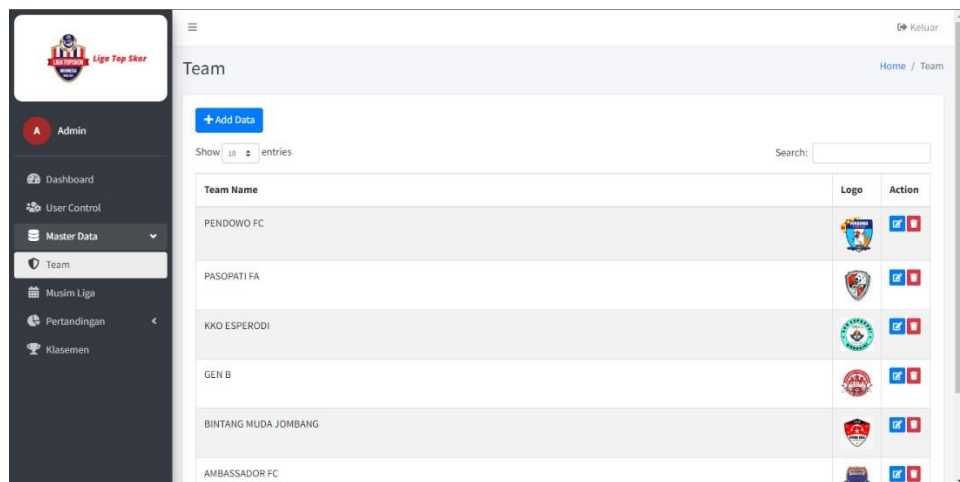 Liga Top Skor
Keluar
Team
Home / Team
A Admin
+ Add Data
Show 10 entries
Search:
Dashboard
User Control
Master Data
Team
Musim Liga
Pertandingan
Klasemen
Team Name Logo Action
PENDOWO FC
PASOPATI FA
KKO ESPERODI
GEN B
BINTANG MUDA JOMBANG
AMBASSADOR FC